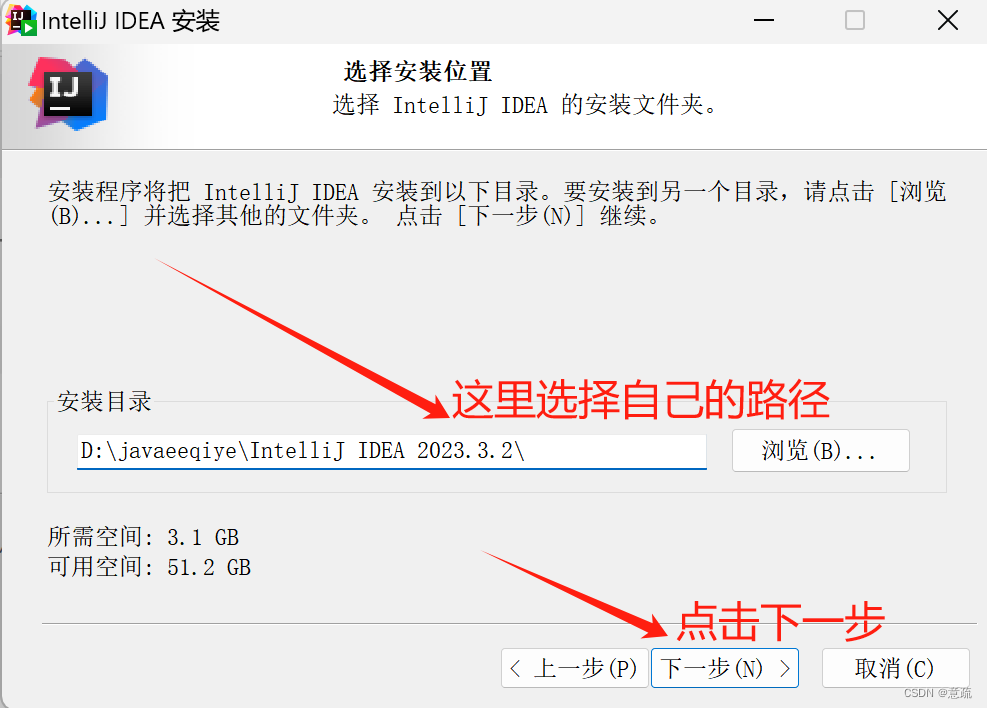 IntelliJ IDEA 安装
IJ
选择安装位置
选择 IntelliJ IDEA 的安装文件夹。
安装程序将把 IntelliJ IDEA 安装到以下目录。要安装到另一个目录，请点击 [浏览
(B)...] 并选择其他的文件夹。 点击 [下一步(N)] 继续。
这里选择自己的路径
安装目录
D:\javaeeqiye\IntelliJ IDEA 2023.3.2\
浏览(B)...
所需空间: 3.1 GB
可用空间: 51.2 GB
点击下一步
< 上一步(P) 下一步(N) > 取消(C)
CSDN @意疏